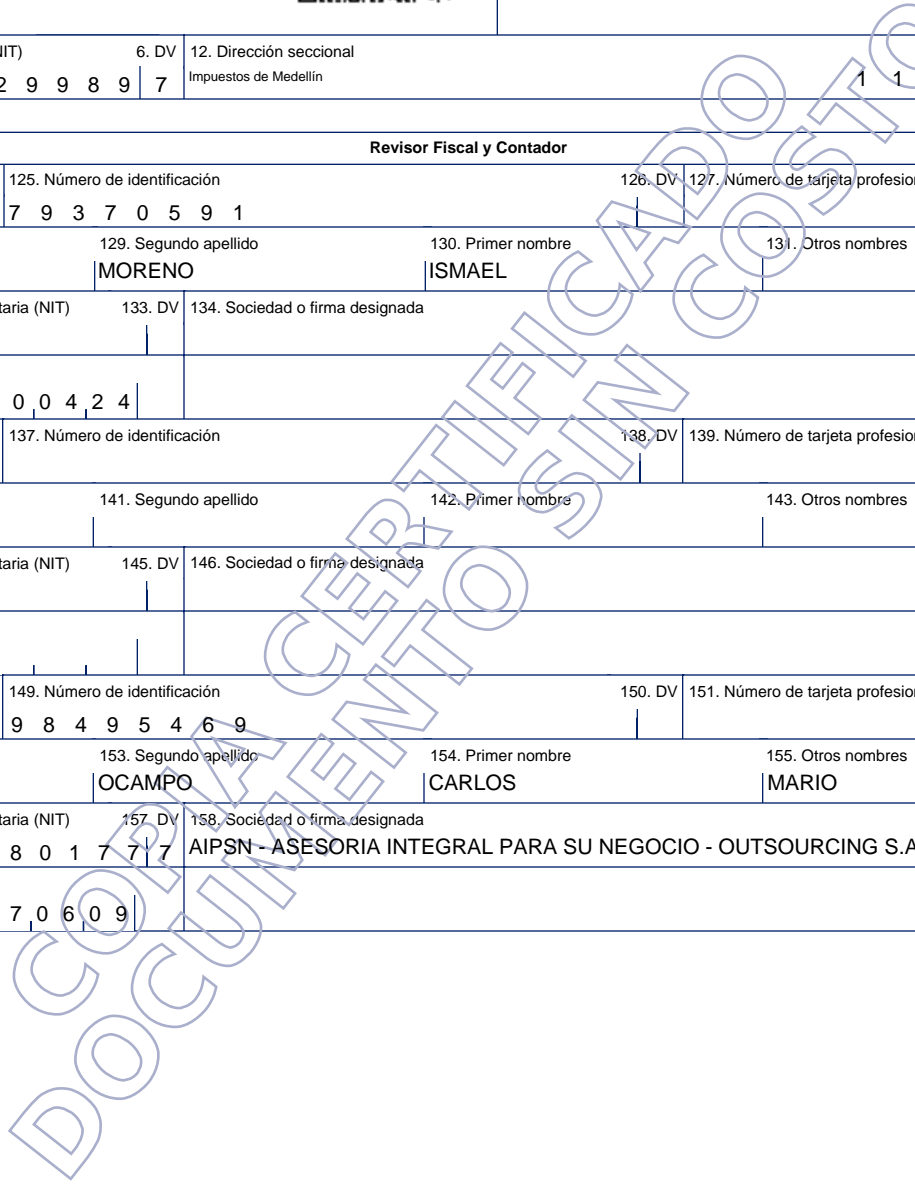 IIT) 6. DV 12. Dirección seccional
2 9 9 8 9 7 Impuestos de Medellín 1 1
Revisor Fiscal y Contador
125. Número de identificación 126. DV 127. Número de tarjeta profesion
7 9 3 7 0 5 9 1
129. Segundo apellido 130. Primer nombre 131. Otros nombres
MORENO ISMAEL
taria (NIT) 133. DV 134. Sociedad o firma designada
0 0 4 2 4
137. Número de identificación 138. DV 139. Número de tarjeta profesion
141. Segundo apellido 142. Primer nombre 143. Otros nombres
taria (NIT) 145. DV 146. Sociedad o firma designada
149. Número de identificación 150. DV 151. Número de tarjeta profesion
9 8 4 9 5 4 6 9
153. Segundo apellido 154. Primer nombre 155. Otros nombres
OCAMPO CARLOS MARIO
taria (NIT) 157. DV 158. Sociedad o firma designada
8 0 1 7 7 7 AIPSN - ASESORIA INTEGRAL PARA SU NEGOCIO - OUTSOURCING S.A
7 0 6 0 9
COPIA CERTIFICADO
DOCUMENTO SIN COSTO